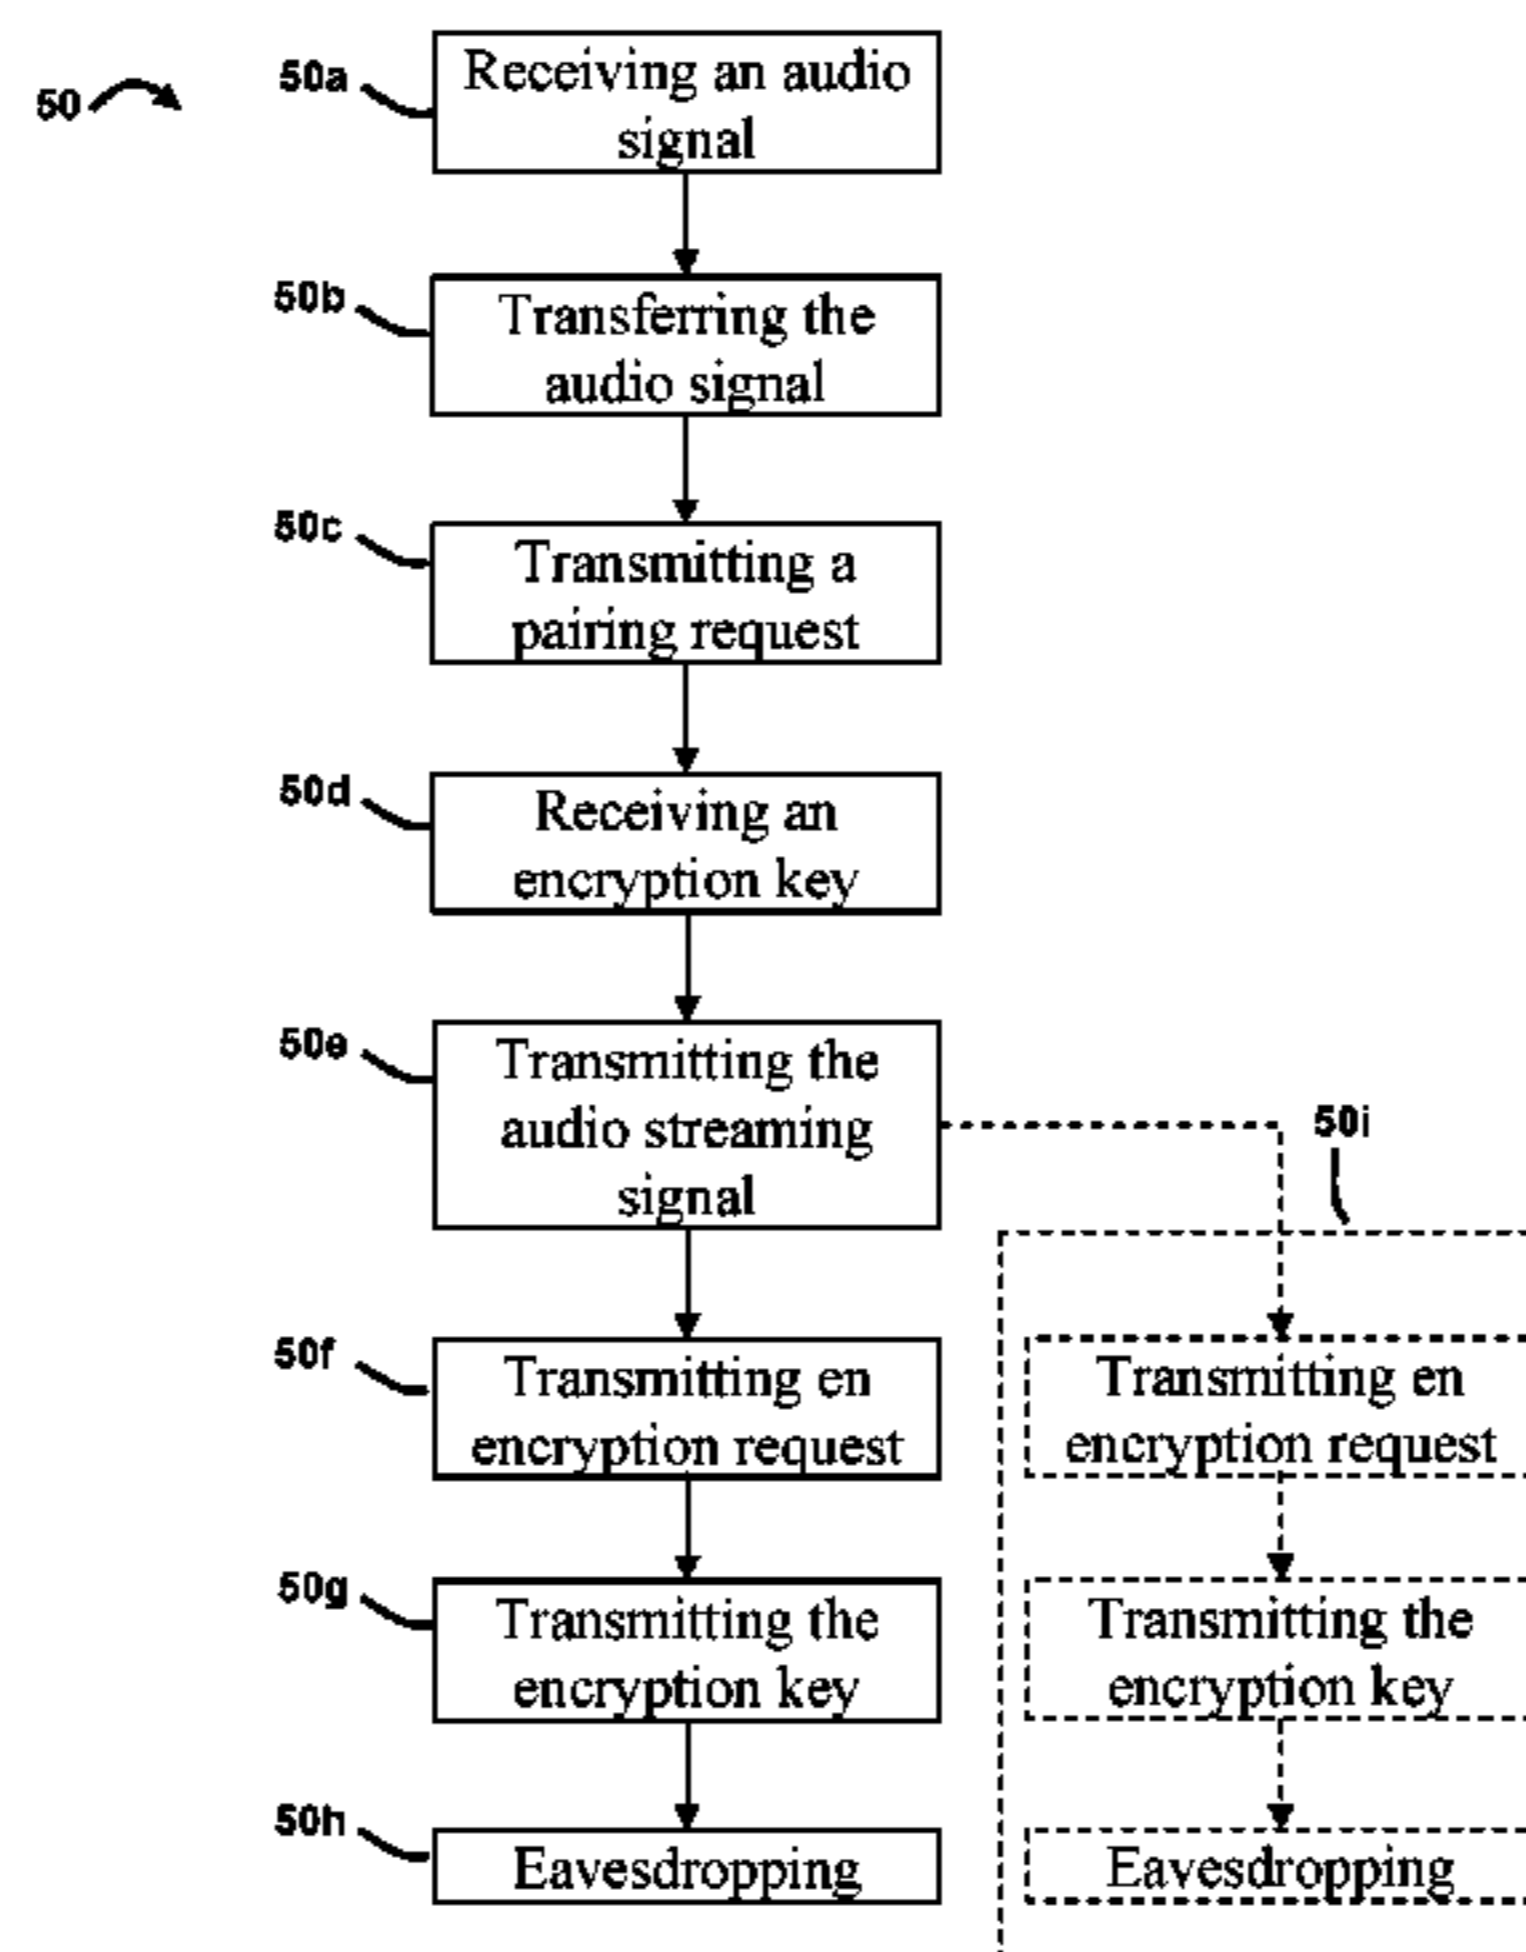 50
50a
Receiving an audio
signal
50b
Transferring the
audio signal
50c
Transmitting a
pairing request
50d
Receiving an
encryption key
50e
Transmitting the
audio streaming
signal
50i
50f
Transmitting en
encryption request
Transmitting en
encryption request
50g
Transmitting the
encryption key
Transmitting the
encryption key
50h
Eavesdropping
Eavesdropping